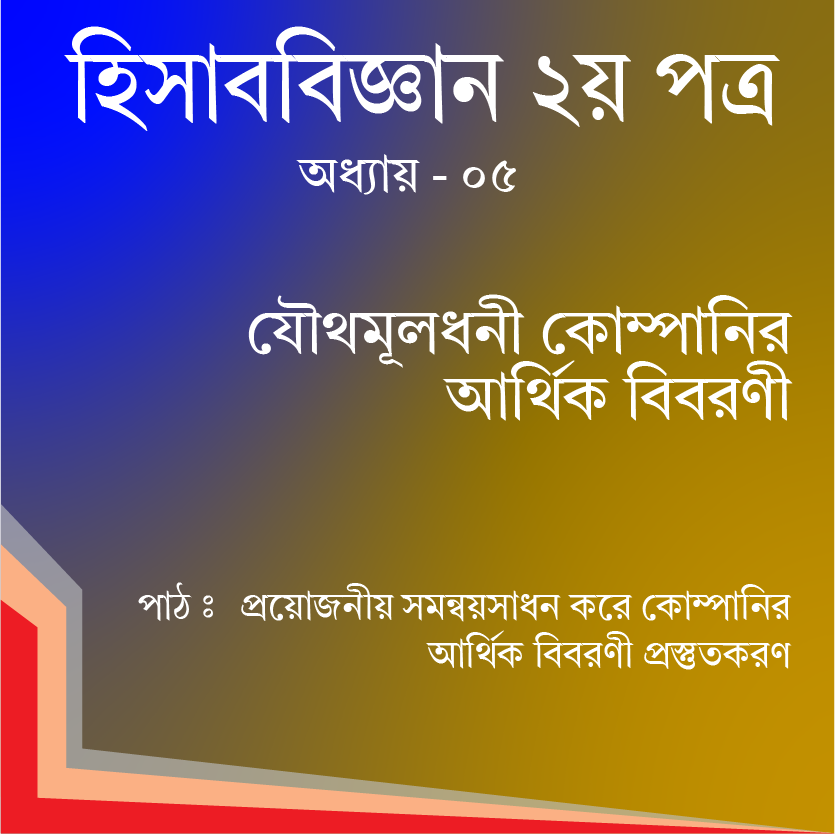 হিসাববিজ্ঞান ২য় পত্র
অধ্যায় - ০৫
যৌথমূলধনী কোম্পানির
আর্থিক বিবরণী
পাঠ ঃ প্রয়োজনীয় সমন্বয়সাধন করে কোম্পানির
আর্থিক বিবরণী প্রস্তুতকরণ